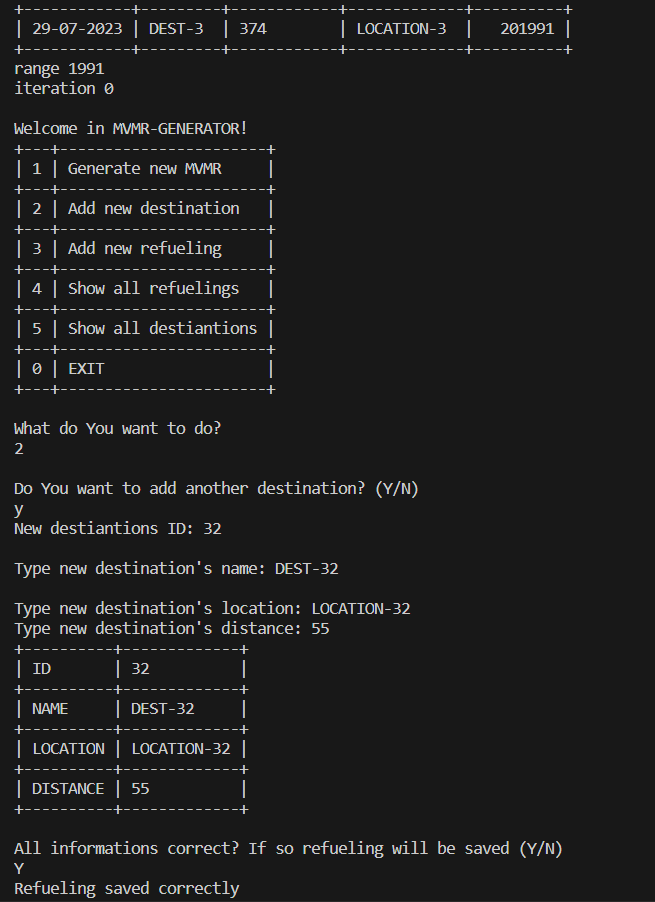 +------------+---------+------------+-------------+----------+
| 29-07-2023 | DEST-3  | 374        | LOCATION-3  |   201991 |
+------------+---------+------------+-------------+----------+
range 1991
iteration 0

Welcome in MVMR-GENERATOR!
+---+-----------------------+
| 1 | Generate new MVMR     |
+---+-----------------------+
| 2 | Add new destination   |
+---+-----------------------+
| 3 | Add new refueling     |
+---+-----------------------+
| 4 | Show all refuelings   |
+---+-----------------------+
| 5 | Show all destiantions |
+---+-----------------------+
| 0 | EXIT                  |
+---+-----------------------+

What do You want to do?
2

Do You want to add another destination? (Y/N)
y
New destiantions ID: 32

Type new destination's name: DEST-32

Type new destination's location: LOCATION-32
Type new destination's distance: 55
+----------+-------------+
| ID       | 32          |
+----------+-------------+
| NAME     | DEST-32     |
+----------+-------------+
| LOCATION | LOCATION-32 |
+----------+-------------+
| DISTANCE | 55          |
+----------+-------------+

All informations correct? If so refueling will be saved (Y/N)
Y
Refueling saved correctly